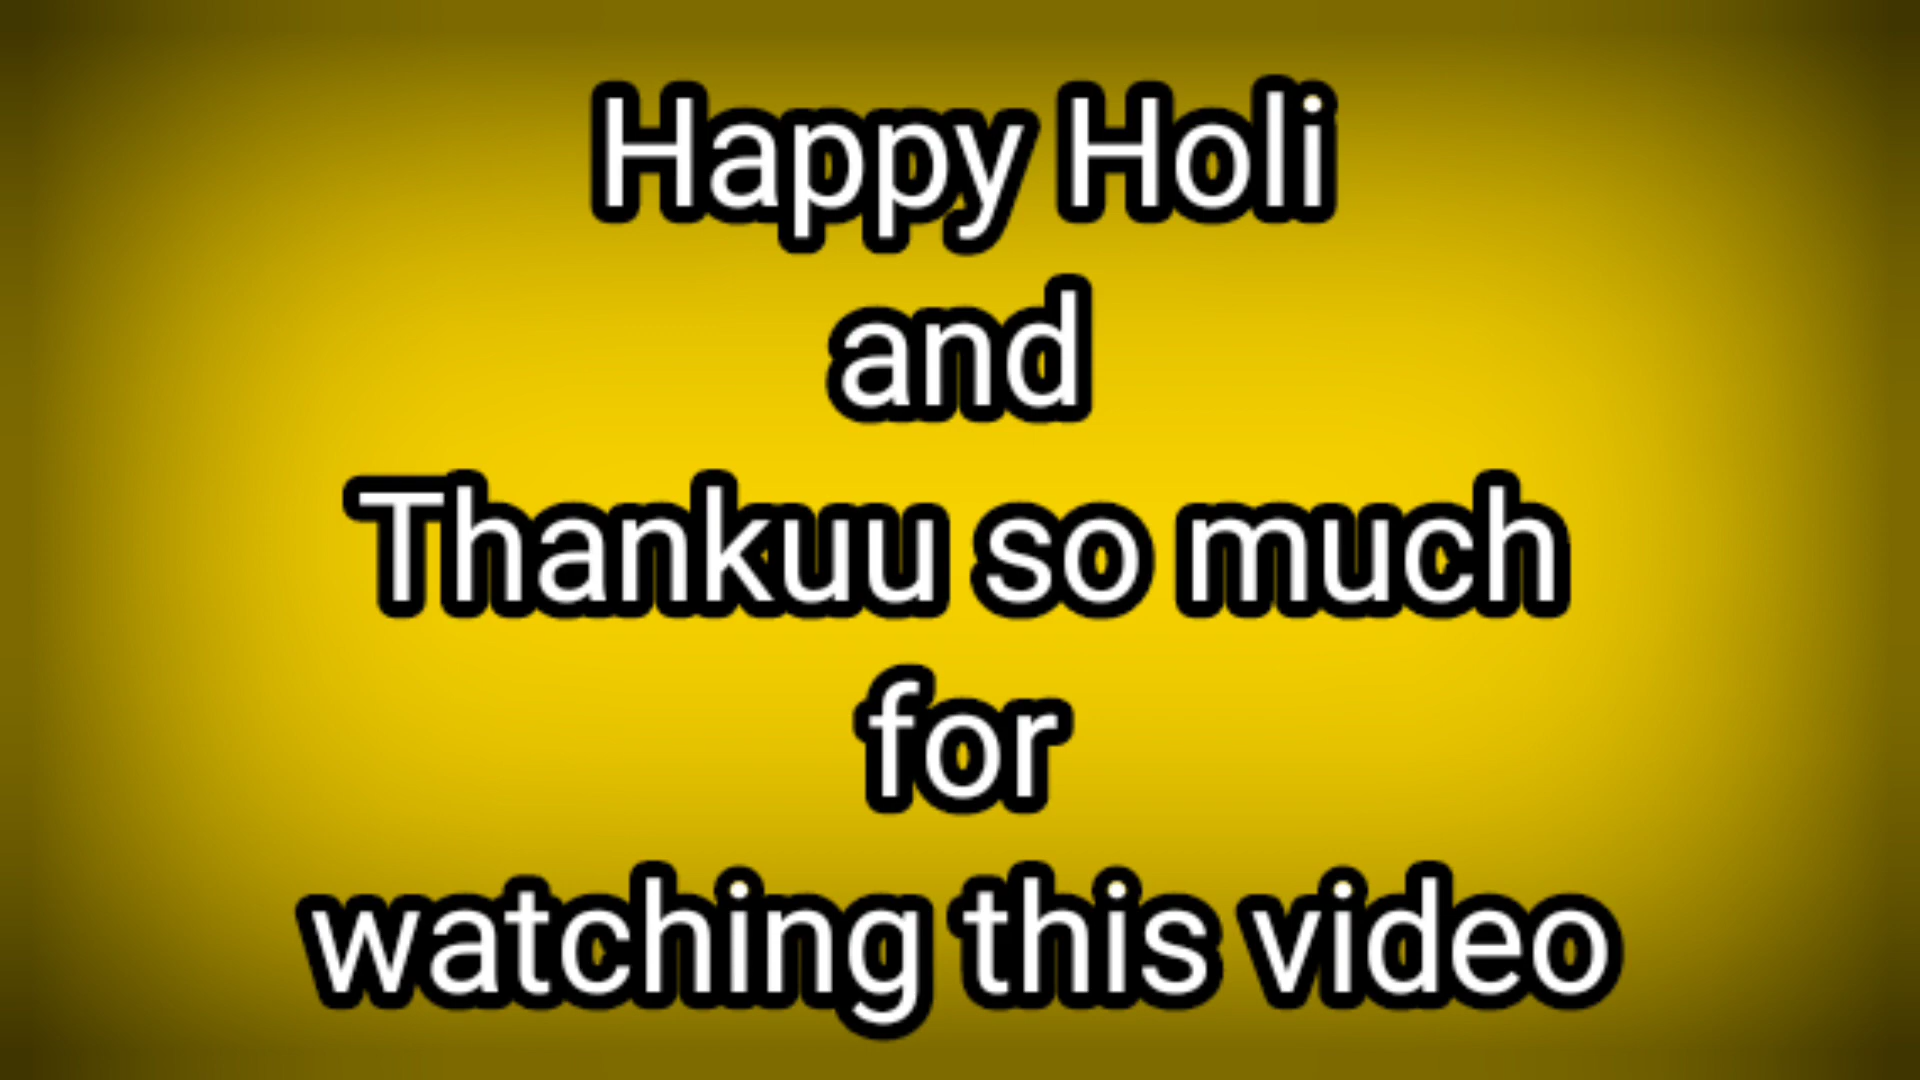 Happy Holi
and
Thankuu so much
for
watching this video